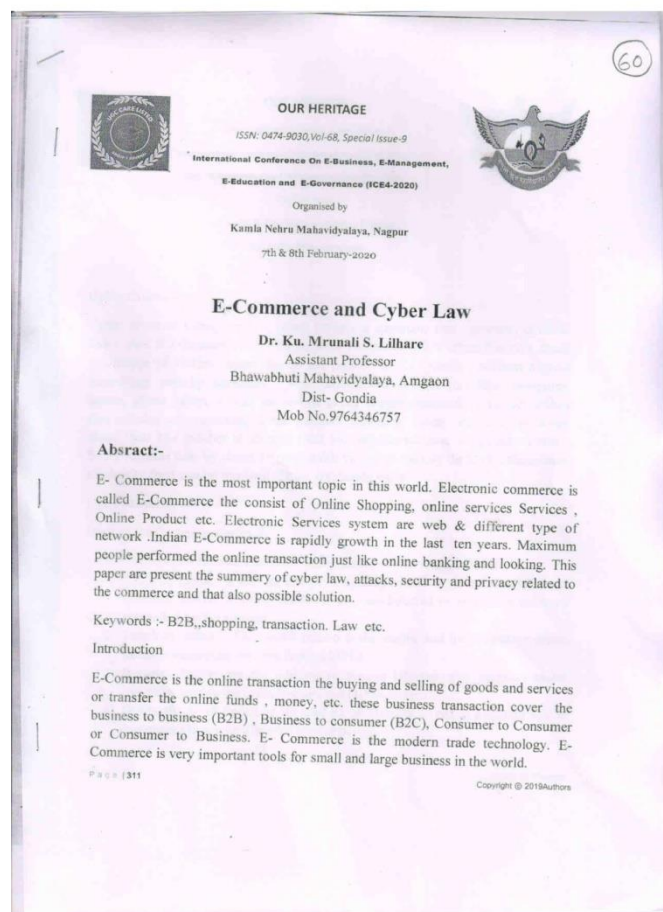 60
UGC CARE LISTED
OUR HERITAGE
ISSN: 0474-9030,Vol-68, Special Issue-9
International Conference On E-Business, E-Management,
E-Education and E-Governance (ICE4-2020)
Organised by
Kamla Nehru Mahavidyalaya, Nagpur
7th & 8th February-2020
E-Commerce and Cyber Law
Dr. Ku. Mrunali S. Lilhare
Assistant Professor
Bhawabhuti Mahavidyalaya, Amgaon
Dist- Gondia
Mob No.9764346757
Absract:-
E- Commerce is the most important topic in this world. Electronic commerce is
called E-Commerce the consist of Online Shopping, online services Services ,
Online Product etc. Electronic Services system are web & different type of
network .Indian E-Commerce is rapidly growth in the last ten years. Maximum
people performed the online transaction just like online banking and looking. This
paper are present the summery of cyber law, attacks, security and privacy related to
the commerce and that also possible solution.
Keywords :- B2B,,shopping, transaction. Law etc.
Introduction
E-Commerce is the online transaction the buying and selling of goods and services
or transfer the online funds , money, etc. these business transaction cover the
business to business (B2B) , Business to consumer (B2C), Consumer to Consumer
or Consumer to Business. E- Commerce is the modern trade technology. E-
Commerce is very important tools for small and large business in the world.
Page |311
Copyright @ 2019Authors